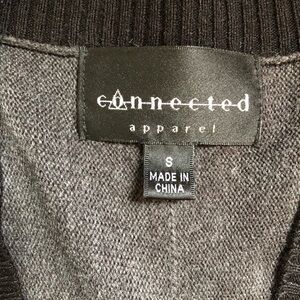 connected
apparel
S
MADE IN
CHINA